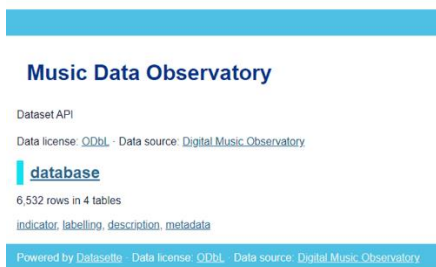 Music Data Observatory
Dataset API
Data license: ODbL · Data source: Digital Music Observatory
database
6,532 rows in 4 tables
indicator, labelling, description, metadata
Powered by Datasette · Data license: ODbL · Data source: Digital Music Observatory